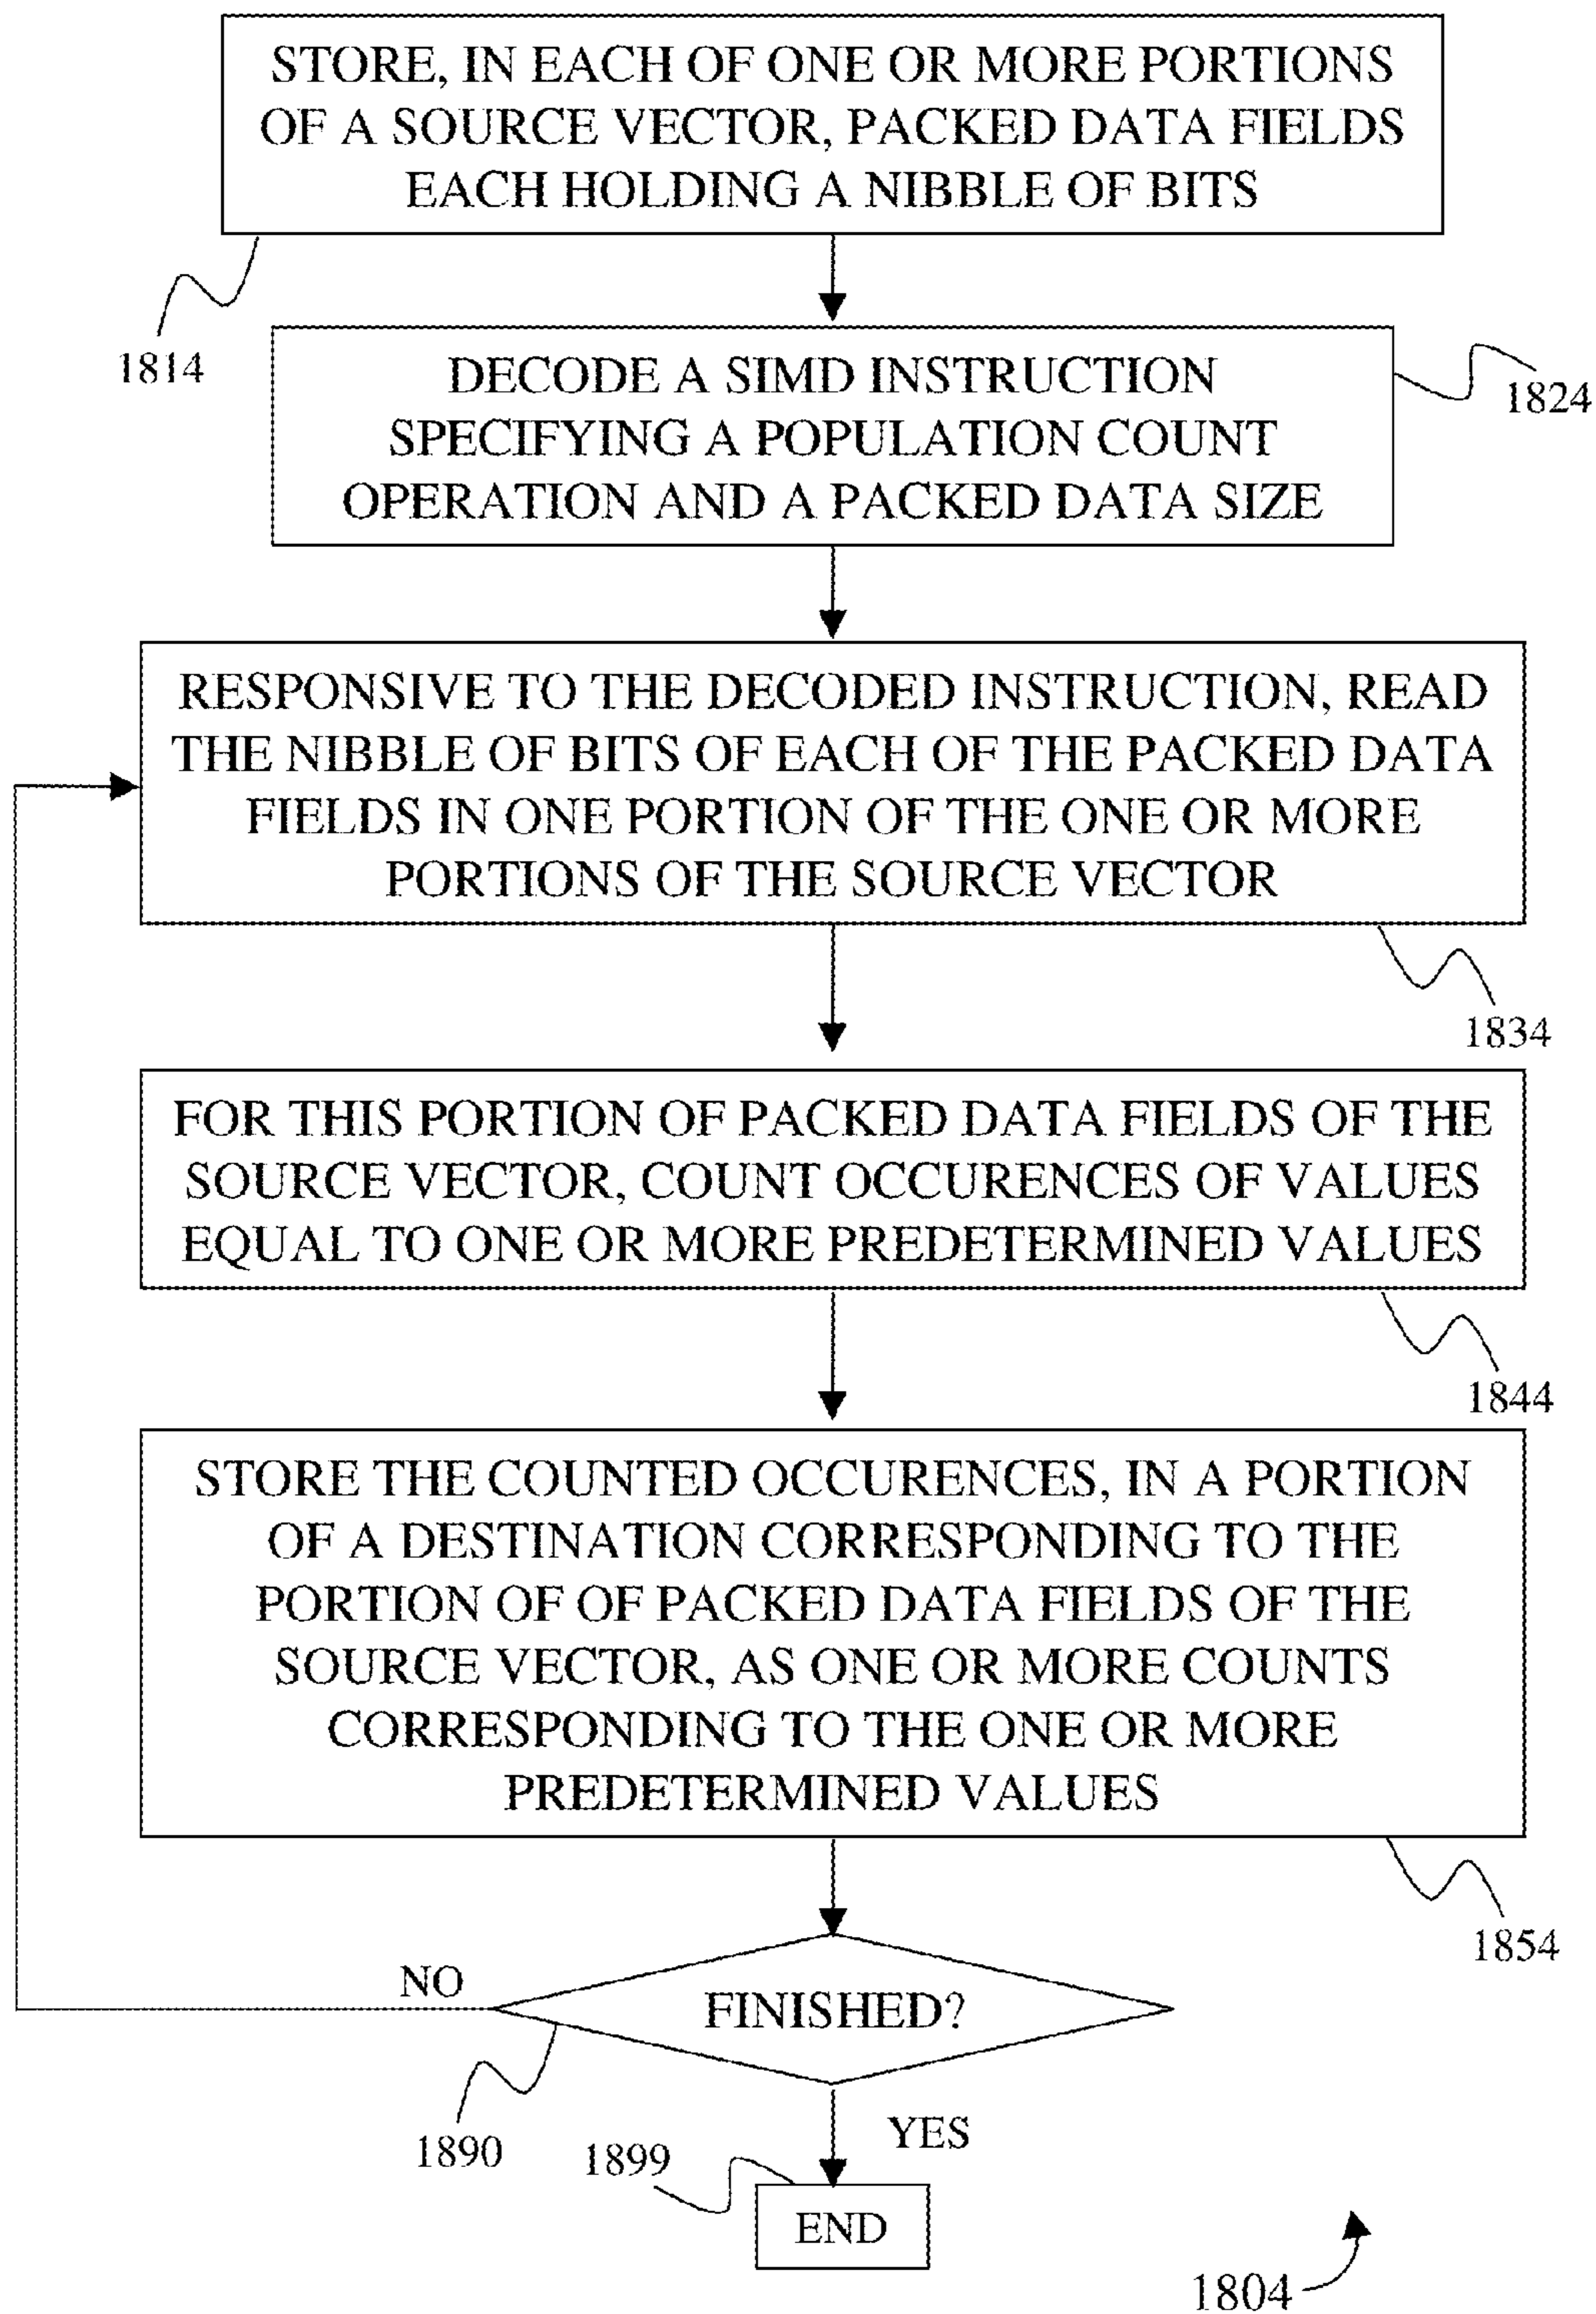 STORE, IN EACH OF ONE OR MORE PORTIONS
OF A SOURCE VECTOR, PACKED DATA FIELDS
EACH HOLDING A NIBBLE OF BITS
1814
DECODE A SIMD INSTRUCTION
SPECIFYING A POPULATION COUNT
OPERATION AND A PACKED DATA SIZE
1824
RESPONSIVE TO THE DECODED INSTRUCTION, READ
THE NIBBLE OF BITS OF EACH OF THE PACKED DATA
FIELDS IN ONE PORTION OF THE ONE OR MORE
PORTIONS OF THE SOURCE VECTOR
1834
FOR THIS PORTION OF PACKED DATA FIELDS OF THE
SOURCE VECTOR, COUNT OCCURENCES OF VALUES
EQUAL TO ONE OR MORE PREDETERMINED VALUES
1844
STORE THE COUNTED OCCURENCES, IN A PORTION
OF A DESTINATION CORRESPONDING TO THE
PORTION OF OF PACKED DATA FIELDS OF THE
SOURCE VECTOR, AS ONE OR MORE COUNTS
CORRESPONDING TO THE ONE OR MORE
PREDETERMINED VALUES
1854
NO
FINISHED?
1890
YES
1899
END
1804